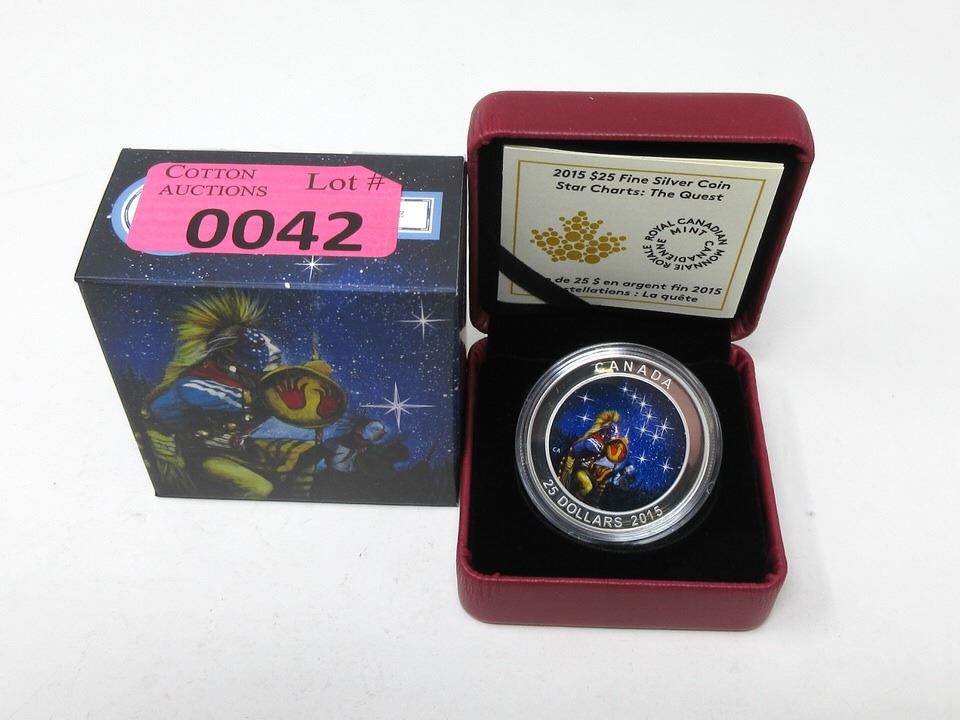 COTTON
AUCTIONS
Lot #
0042
2015 $25 Fine Silver Coin
Star Charts: The Quest
ROYAL CANADIAN MINT
MONNAIE ROYALE CANADIENNE
de 25 $ en argent fin 2015
: La quête
CANADA
CA
25 DOLLARS 2015